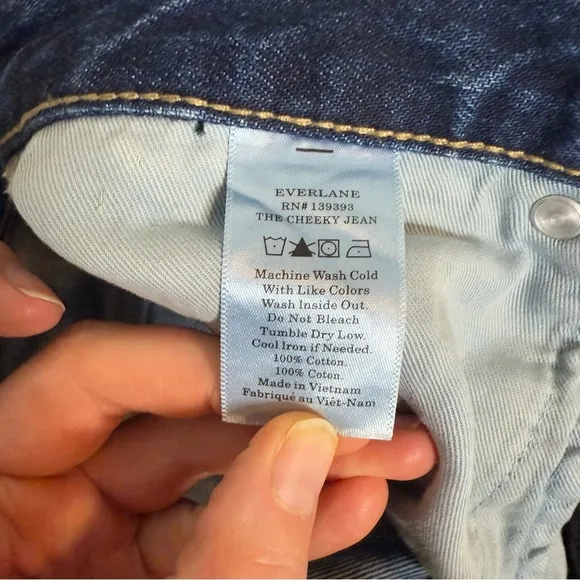 EVERLANE
RN# 139393
THE CHEEKY JEAN
Machine Wash Cold
With Like Colors
Wash Inside Out.
Do Not Bleach
Tumble Dry Low.
Cool Iron if Needed.
100% Cotton.
100% Coton.
Made in Vietnam
Fabriqué au Viêt-Nam